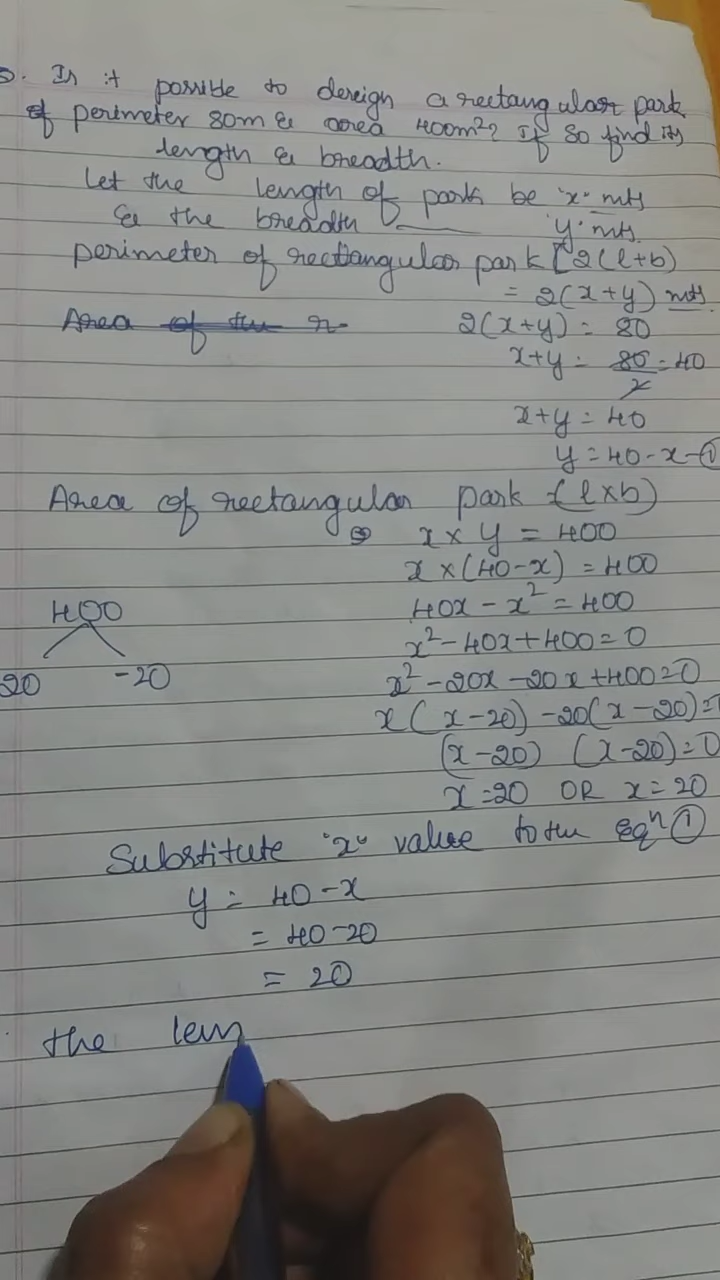 5. Is it possible to design a rectangular park
of perimeter 80m & area 400m²? If so find its
length & breadth.
Let the length of park be "x" mts
& the breadth ______ "y" mts.
perimeter of rectangular park [2(l+b)
= 2(x+y) mts.
Area of the r
2(x+y) = 80
x+y = 80/2 = 40
x+y = 40
y = 40-x-①
Area of rectangular park (l×b)
x × y = 400
x × (40-x) = 400
40x - x² = 400
400
x² - 40x + 400 = 0
20 -20
x² - 20x - 20x + 400 = 0
x(x-20) - 20(x-20) =
(x-20) (x-20) = 0
x = 20 OR x = 20
Substitute "x" value to the eqⁿ ①
y = 40 - x
= 40 - 20
= 20
the len